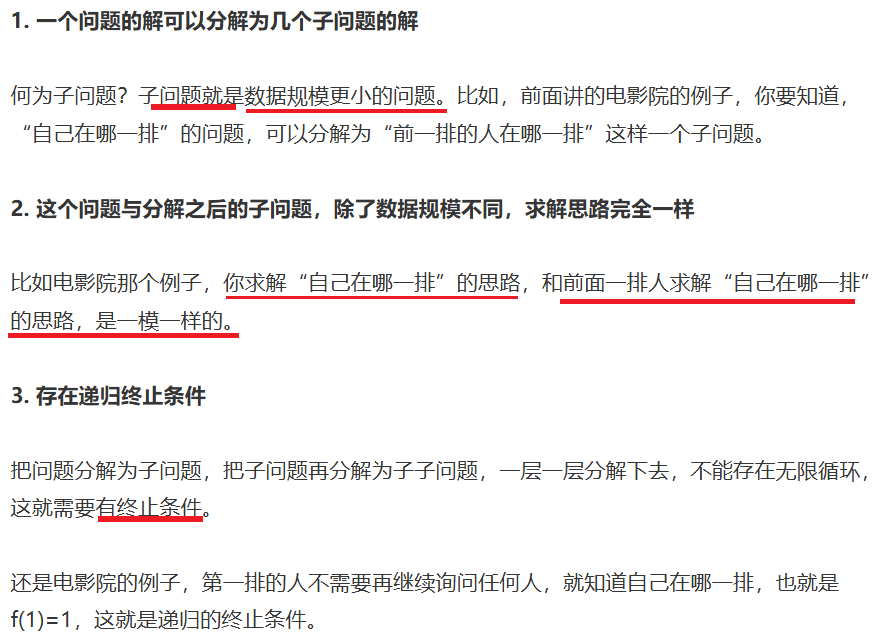 1. 一个问题的解可以分解为几个子问题的解
何为子问题？子问题就是数据规模更小的问题。比如，前面讲的电影院的例子，你要知道，
“自己在哪一排”的问题，可以分解为“前一排的人在哪一排”这样一个子问题。
2. 这个问题与分解之后的子问题，除了数据规模不同，求解思路完全一样
比如电影院那个例子，你求解“自己在哪一排”的思路，和前面一排人求解“自己在哪一排”
的思路，是一模一样的。
3. 存在递归终止条件
把问题分解为子问题，把子问题再分解为子子问题，一层一层分解下去，不能存在无限循环，
这就需要有终止条件。
还是电影院的例子，第一排的人不需要再继续询问任何人，就知道自己在哪一排，也就是
f(1)=1，这就是递归的终止条件。